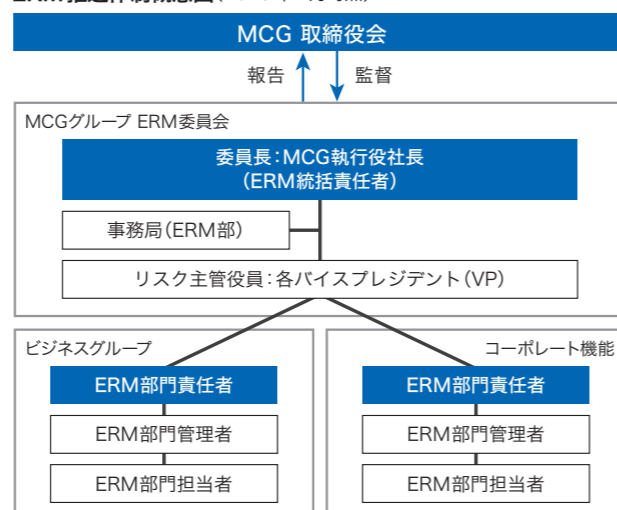 MCG 取締役会
報告
監督
MCGグループ ERM委員会
委員長：MCG執行役社長
（ERM統括責任者）
事務局（ERM部）
リスク主管役員：各バイスプレジデント（VP）
ビジネスグループ
ERM部門責任者
ERM部門管理者
ERM部門担当者
コーポレート機能
ERM部門責任者
ERM部門管理者
ERM部門担当者